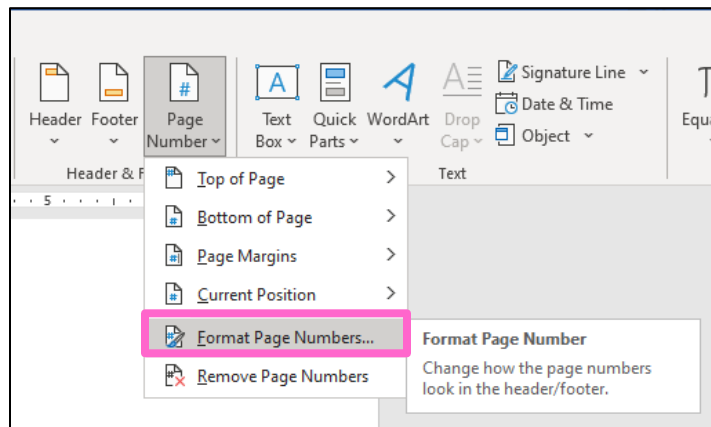 Signature Line
Header Footer Page Text Quick WordArt Drop Date & Time
Number Box Parts Cap Object
Header & F Text
Top of Page
5
Bottom of Page
Page Margins
Current Position
Format Page Numbers...
Format Page Number
Remove Page Numbers
Change how the page numbers
look in the header/footer.